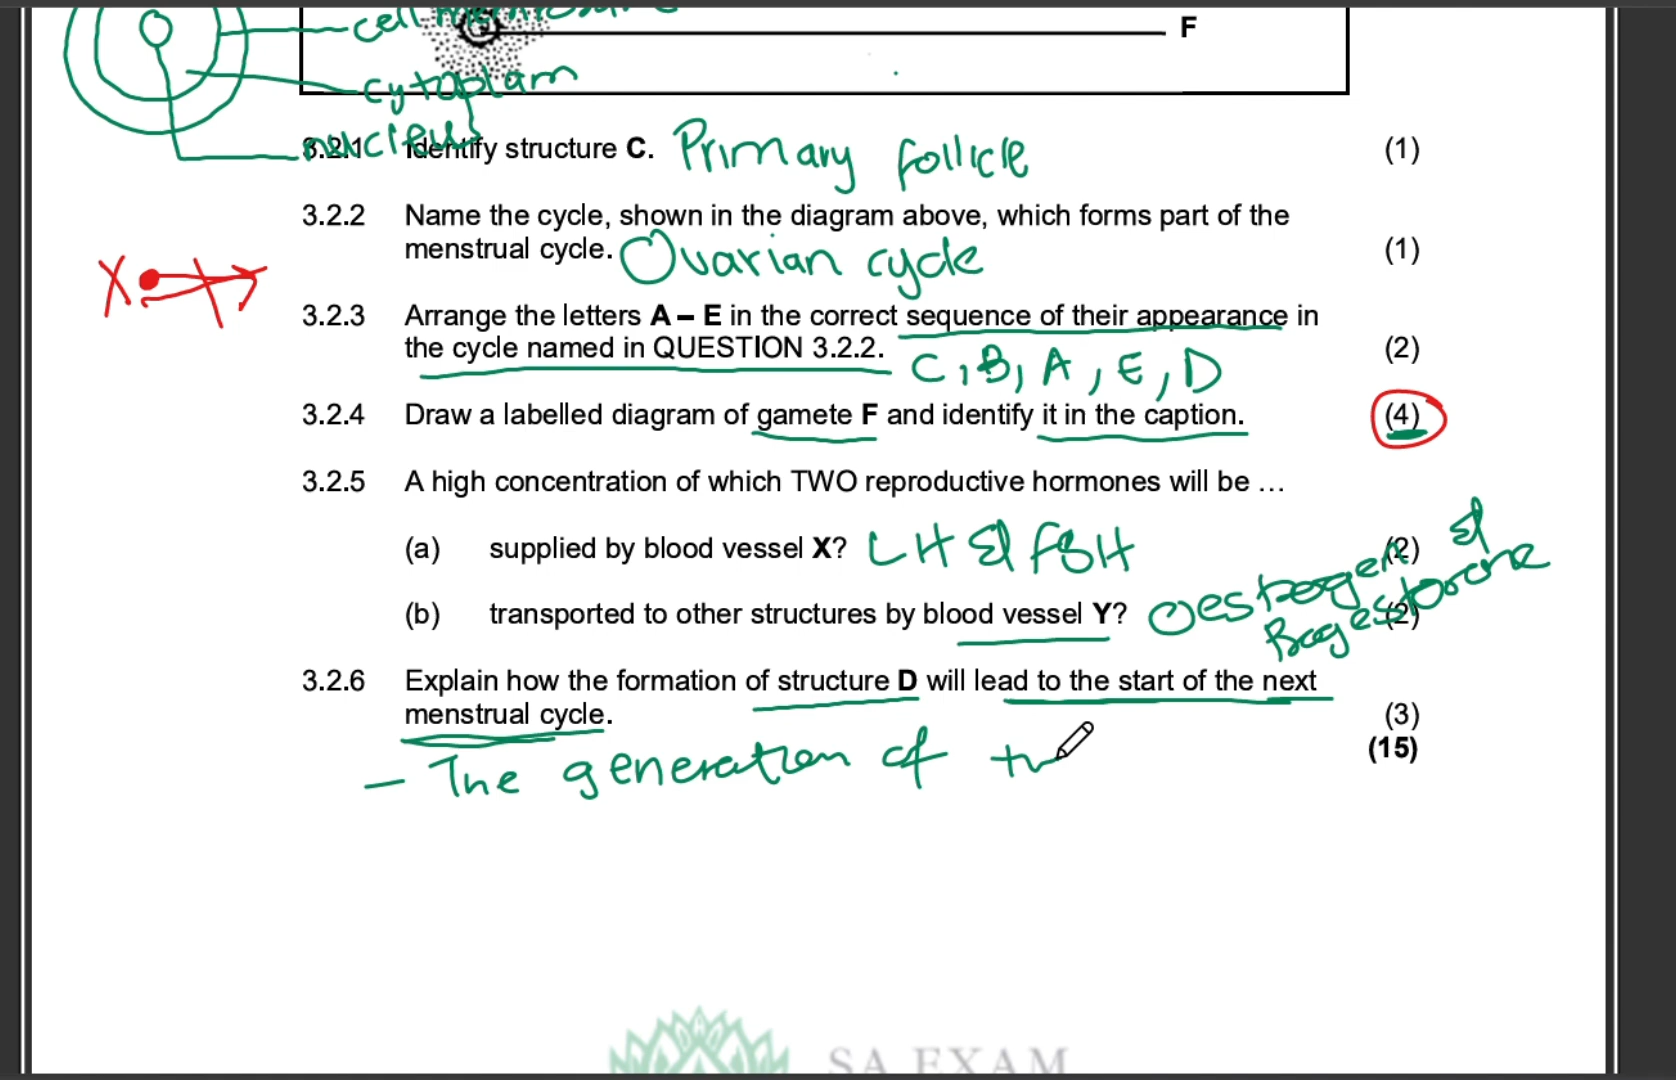 cell membrane
F
cytoplam
nucleus
3.2.1 Identify structure C. Primary follicle (1)
3.2.2 Name the cycle, shown in the diagram above, which forms part of the
menstrual cycle. Ovarian cycle (1)
X
3.2.3 Arrange the letters A – E in the correct sequence of their appearance in
the cycle named in QUESTION 3.2.2. (2)
C, B, A, E, D
3.2.4 Draw a labelled diagram of gamete F and identify it in the caption. (4)
3.2.5 A high concentration of which TWO reproductive hormones will be ...
(a) supplied by blood vessel X? LH & FSH (2)
(b) transported to other structures by blood vessel Y? Oestrogen & (2)
Progestorone
3.2.6 Explain how the formation of structure D will lead to the start of the next
menstrual cycle. (3)
(15)
- The generation of
SA EXAM